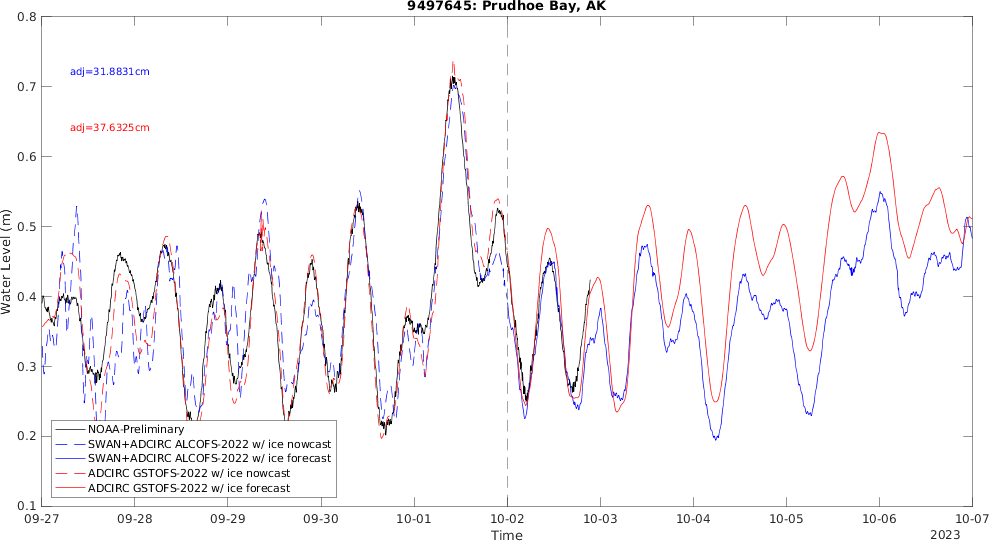 9497645: Prudhoe Bay, AK
0.8
0.7
0.6
0.5
0.4
0.3
0.2
0.1
Water Level (m)
adj=31.8831cm
adj=37.6325cm
NOAA-Preliminary
SWAN+ADCIRC ALCOFS-2022 w/ ice nowcast
SWAN+ADCIRC ALCOFS-2022 w/ ice forecast
ADCIRC GSTOFS-2022 w/ ice nowcast
ADCIRC GSTOFS-2022 w/ ice forecast
09-27 09-28 09-29 09-30 10-01 10-02 10-03 10-04 10-05 10-06 10-07
Time
2023